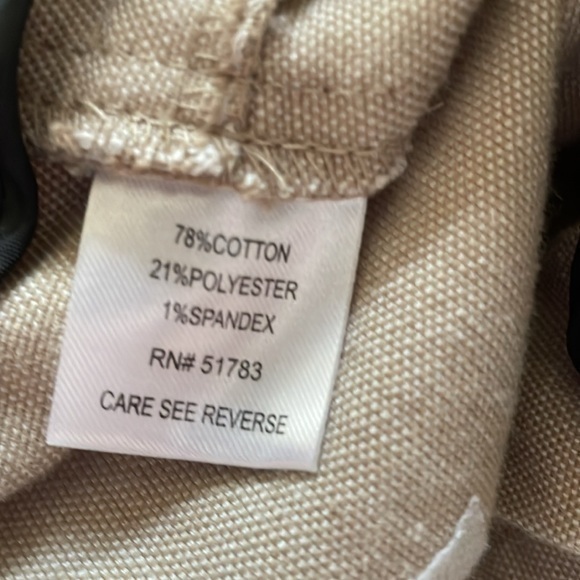 78%COTTON
21%POLYESTER
1%SPANDEX
RN# 51783
CARE SEE REVERSE